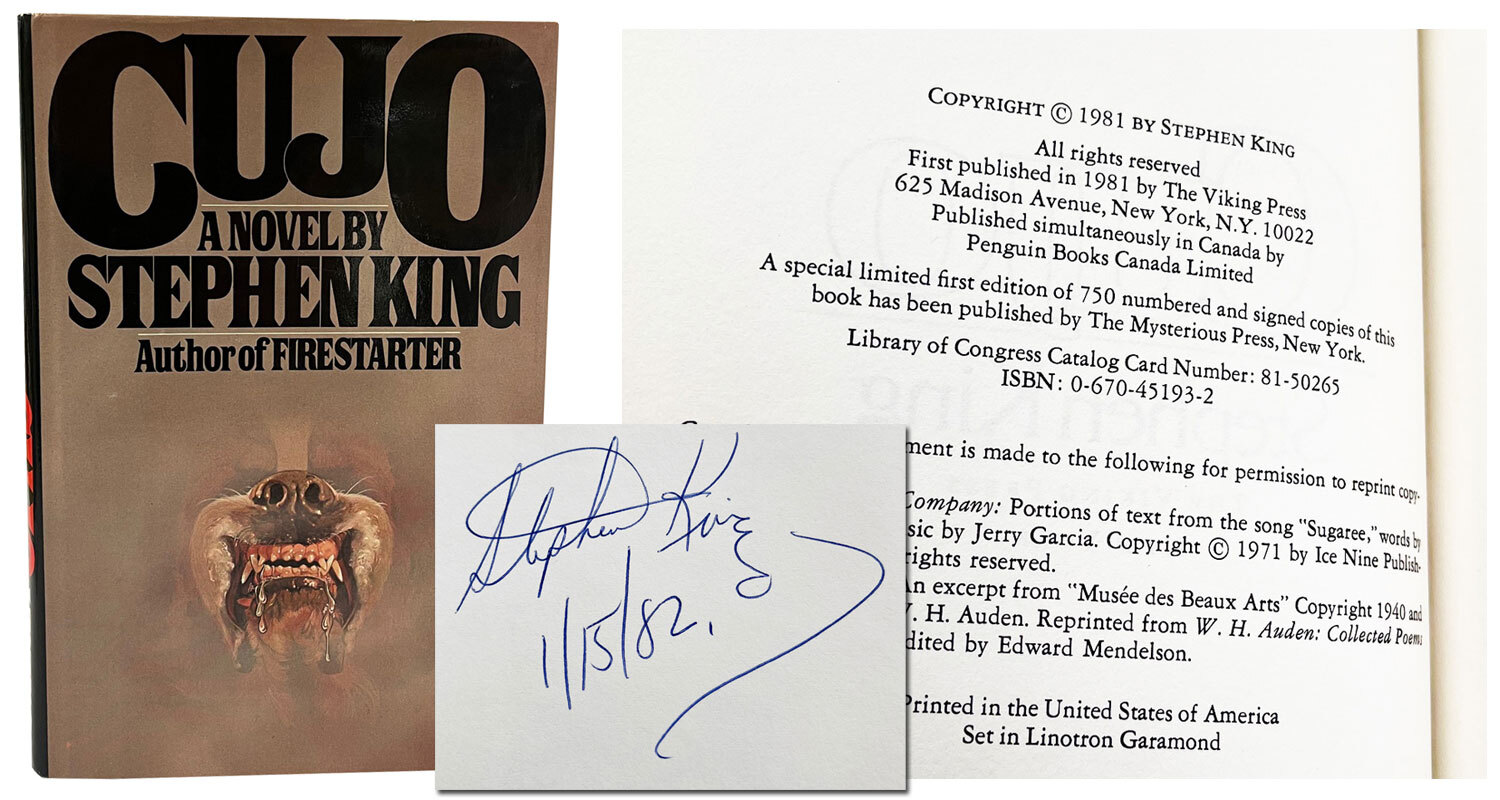 CUJO
A NOVEL BY
STEPHEN KING
Author of FIRESTARTER
Stephen King
1/15/82.
COPYRIGHT © 1981 BY STEPHEN KING
All rights reserved
First published in 1981 by The Viking Press
625 Madison Avenue, New York, N.Y. 10022
Published simultaneously in Canada by
Penguin Books Canada Limited
A special limited first edition of 750 numbered and signed copies of this
book has been published by The Mysterious Press, New York.
Library of Congress Catalog Card Number: 81-50265
ISBN: 0-670-45193-2
ment is made to the following for permission to reprint copy-
Company: Portions of text from the song "Sugaree," words by
sic by Jerry Garcia. Copyright © 1971 by Ice Nine Publish-
rights reserved.
An excerpt from "Musée des Beaux Arts" Copyright 1940 and
. H. Auden. Reprinted from W. H. Auden: Collected Poems
dited by Edward Mendelson.
Printed in the United States of America
Set in Linotron Garamond